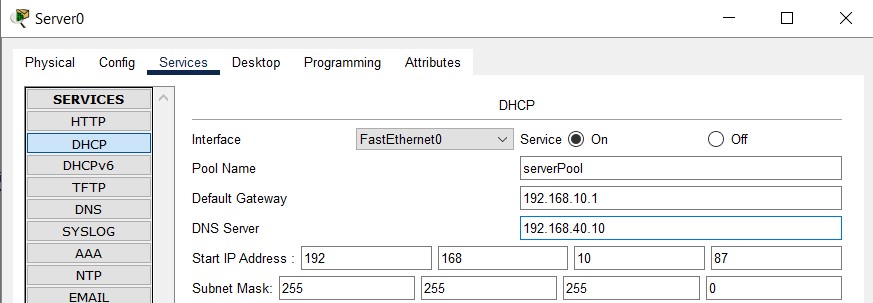 Server0
Physical Config Services Desktop Programming Attributes
SERVICES
HTTP
DHCP
DHCPv6
TFTP
DNS
SYSLOG
AAA
NTP
EMAIL
DHCP
Interface FastEthernet0 Service On Off
Pool Name serverPool
Default Gateway 192.168.10.1
DNS Server 192.168.40.10
Start IP Address : 192 168 10 87
Subnet Mask: 255 255 255 0